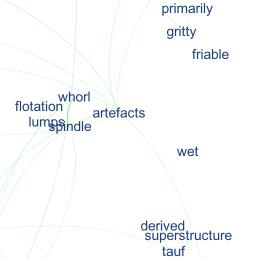 primarily
gritty
friable
whorl
flotation
artefacts
lumps
spindle
wet
derived
superstructure
tauf